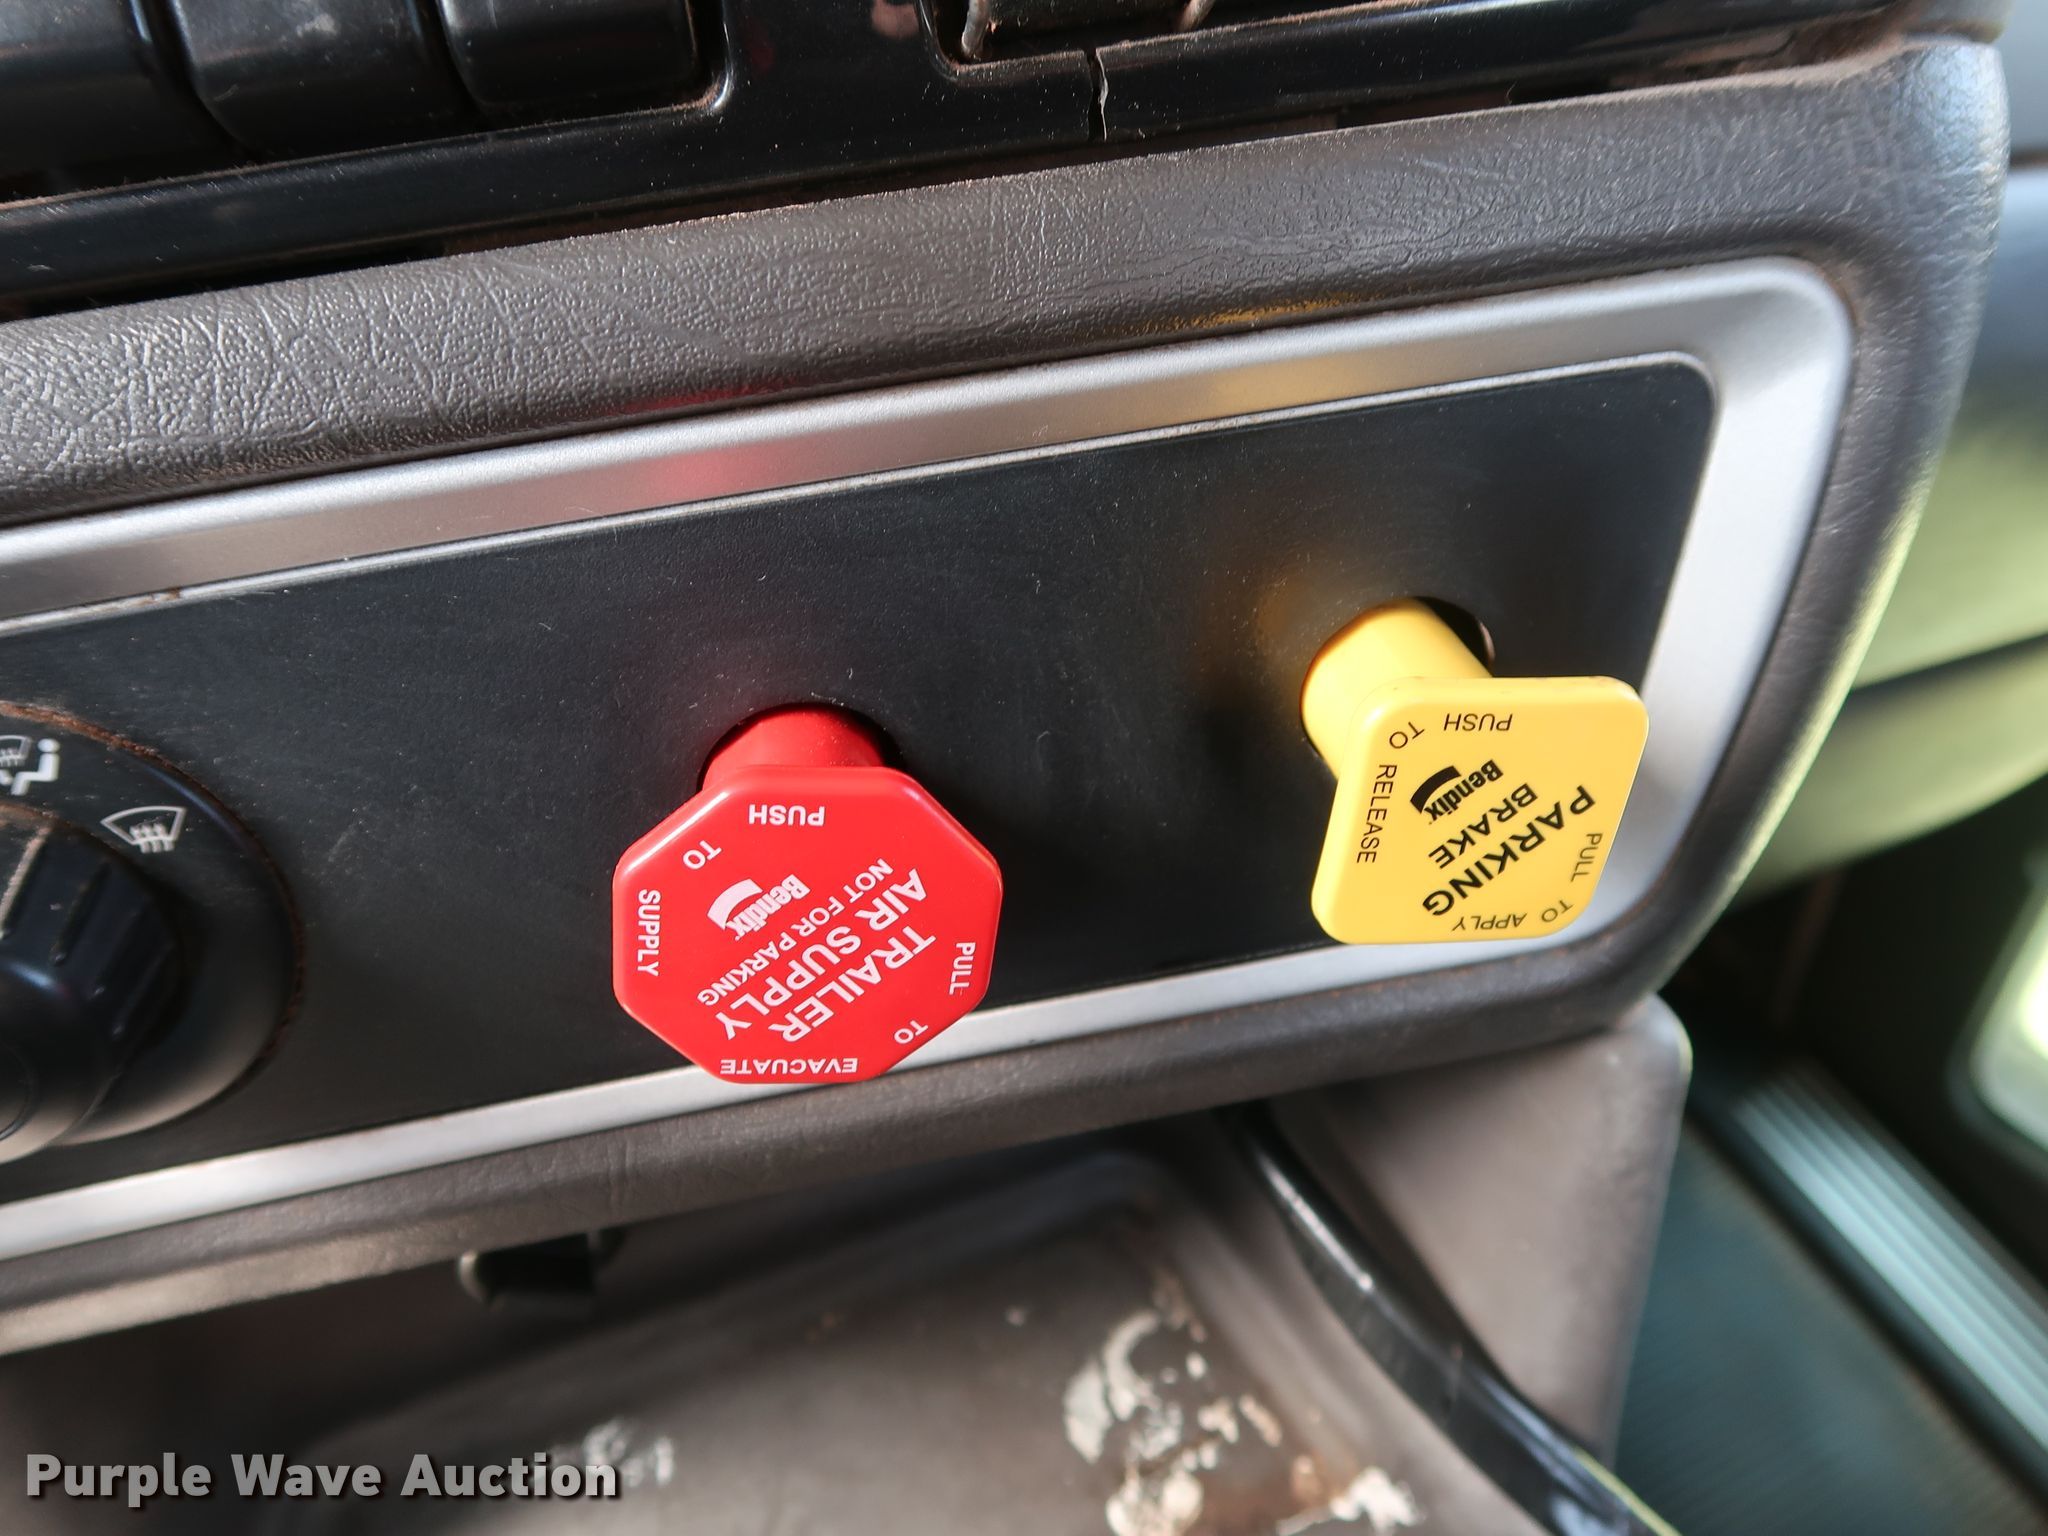 PUSH
TO
SUPPLY
Bendix
NOT FOR PARKING
AIR SUPPLY
TRAILER
PULL
TO
EVACUATE
PUSH
TO
RELEASE
Bendix
PARKING
BRAKE
PULL
TO
APPLY
Purple Wave Auction